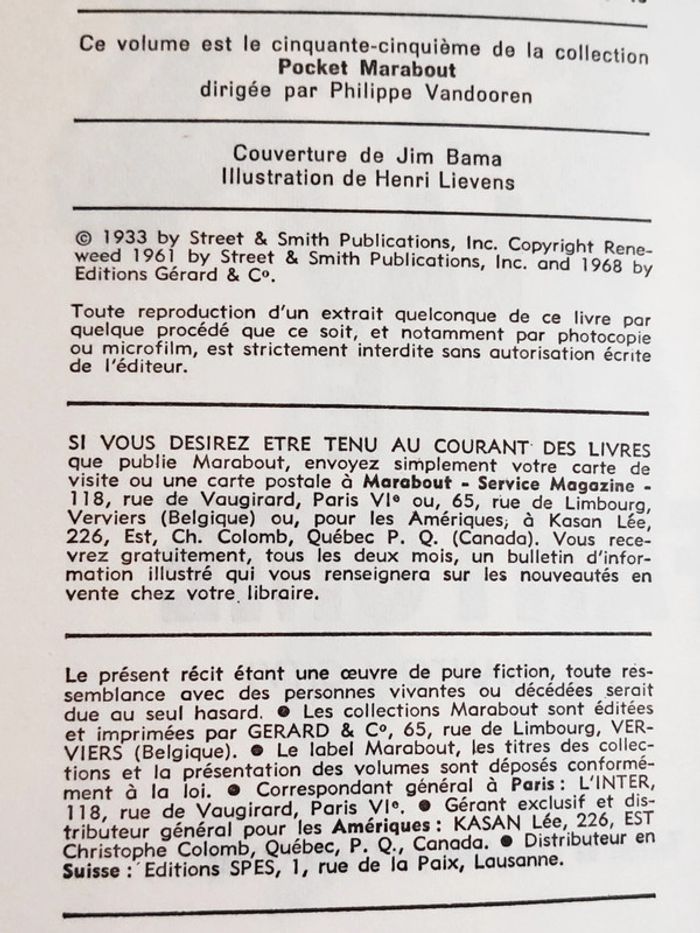 Ce volume est le cinquante-cinquième de la collection
Pocket Marabout
dirigée par Philippe Vandooren
Couverture de Jim Bama
Illustration de Henri Lievens
© 1933 by Street & Smith Publications, Inc. Copyright Rene-
weed 1961 by Street & Smith Publications, Inc. and 1968 by
Editions Gérard & Cº.
Toute reproduction d'un extrait quelconque de ce livre par
quelque procédé que ce soit, et notamment par photocopie
ou microfilm, est strictement interdite sans autorisation écrite
de l'éditeur.
SI VOUS DESIREZ ETRE TENU AU COURANT DES LIVRES
que publie Marabout, envoyez simplement votre carte de
visite ou une carte postale à Marabout - Service Magazine -
118, rue de Vaugirard, Paris VIᵉ ou, 65, rue de Limbourg,
Verviers (Belgique) ou, pour les Amériques, à Kasan Lée,
226, Est, Ch. Colomb, Québec P. Q. (Canada). Vous rece-
vrez gratuitement, tous les deux mois, un bulletin d'infor-
mation illustré qui vous renseignera sur les nouveautés en
vente chez votre libraire.
Le présent récit étant une œuvre de pure fiction, toute res-
semblance avec des personnes vivantes ou décédées serait
due au seul hasard. ● Les collections Marabout sont éditées
et imprimées par GERARD & Cº, 65, rue de Limbourg, VER-
VIERS (Belgique). ● Le label Marabout, les titres des collec-
tions et la présentation des volumes sont déposés conformé-
ment à la loi. ● Correspondant général à Paris : L'INTER,
118, rue de Vaugirard, Paris VIᵉ. ● Gérant exclusif et dis-
tributeur général pour les Amériques : KASAN Lée, 226, EST
Christophe Colomb, Québec, P. Q., Canada. ● Distributeur en
Suisse : Editions SPES, 1, rue de la Paix, Lausanne.